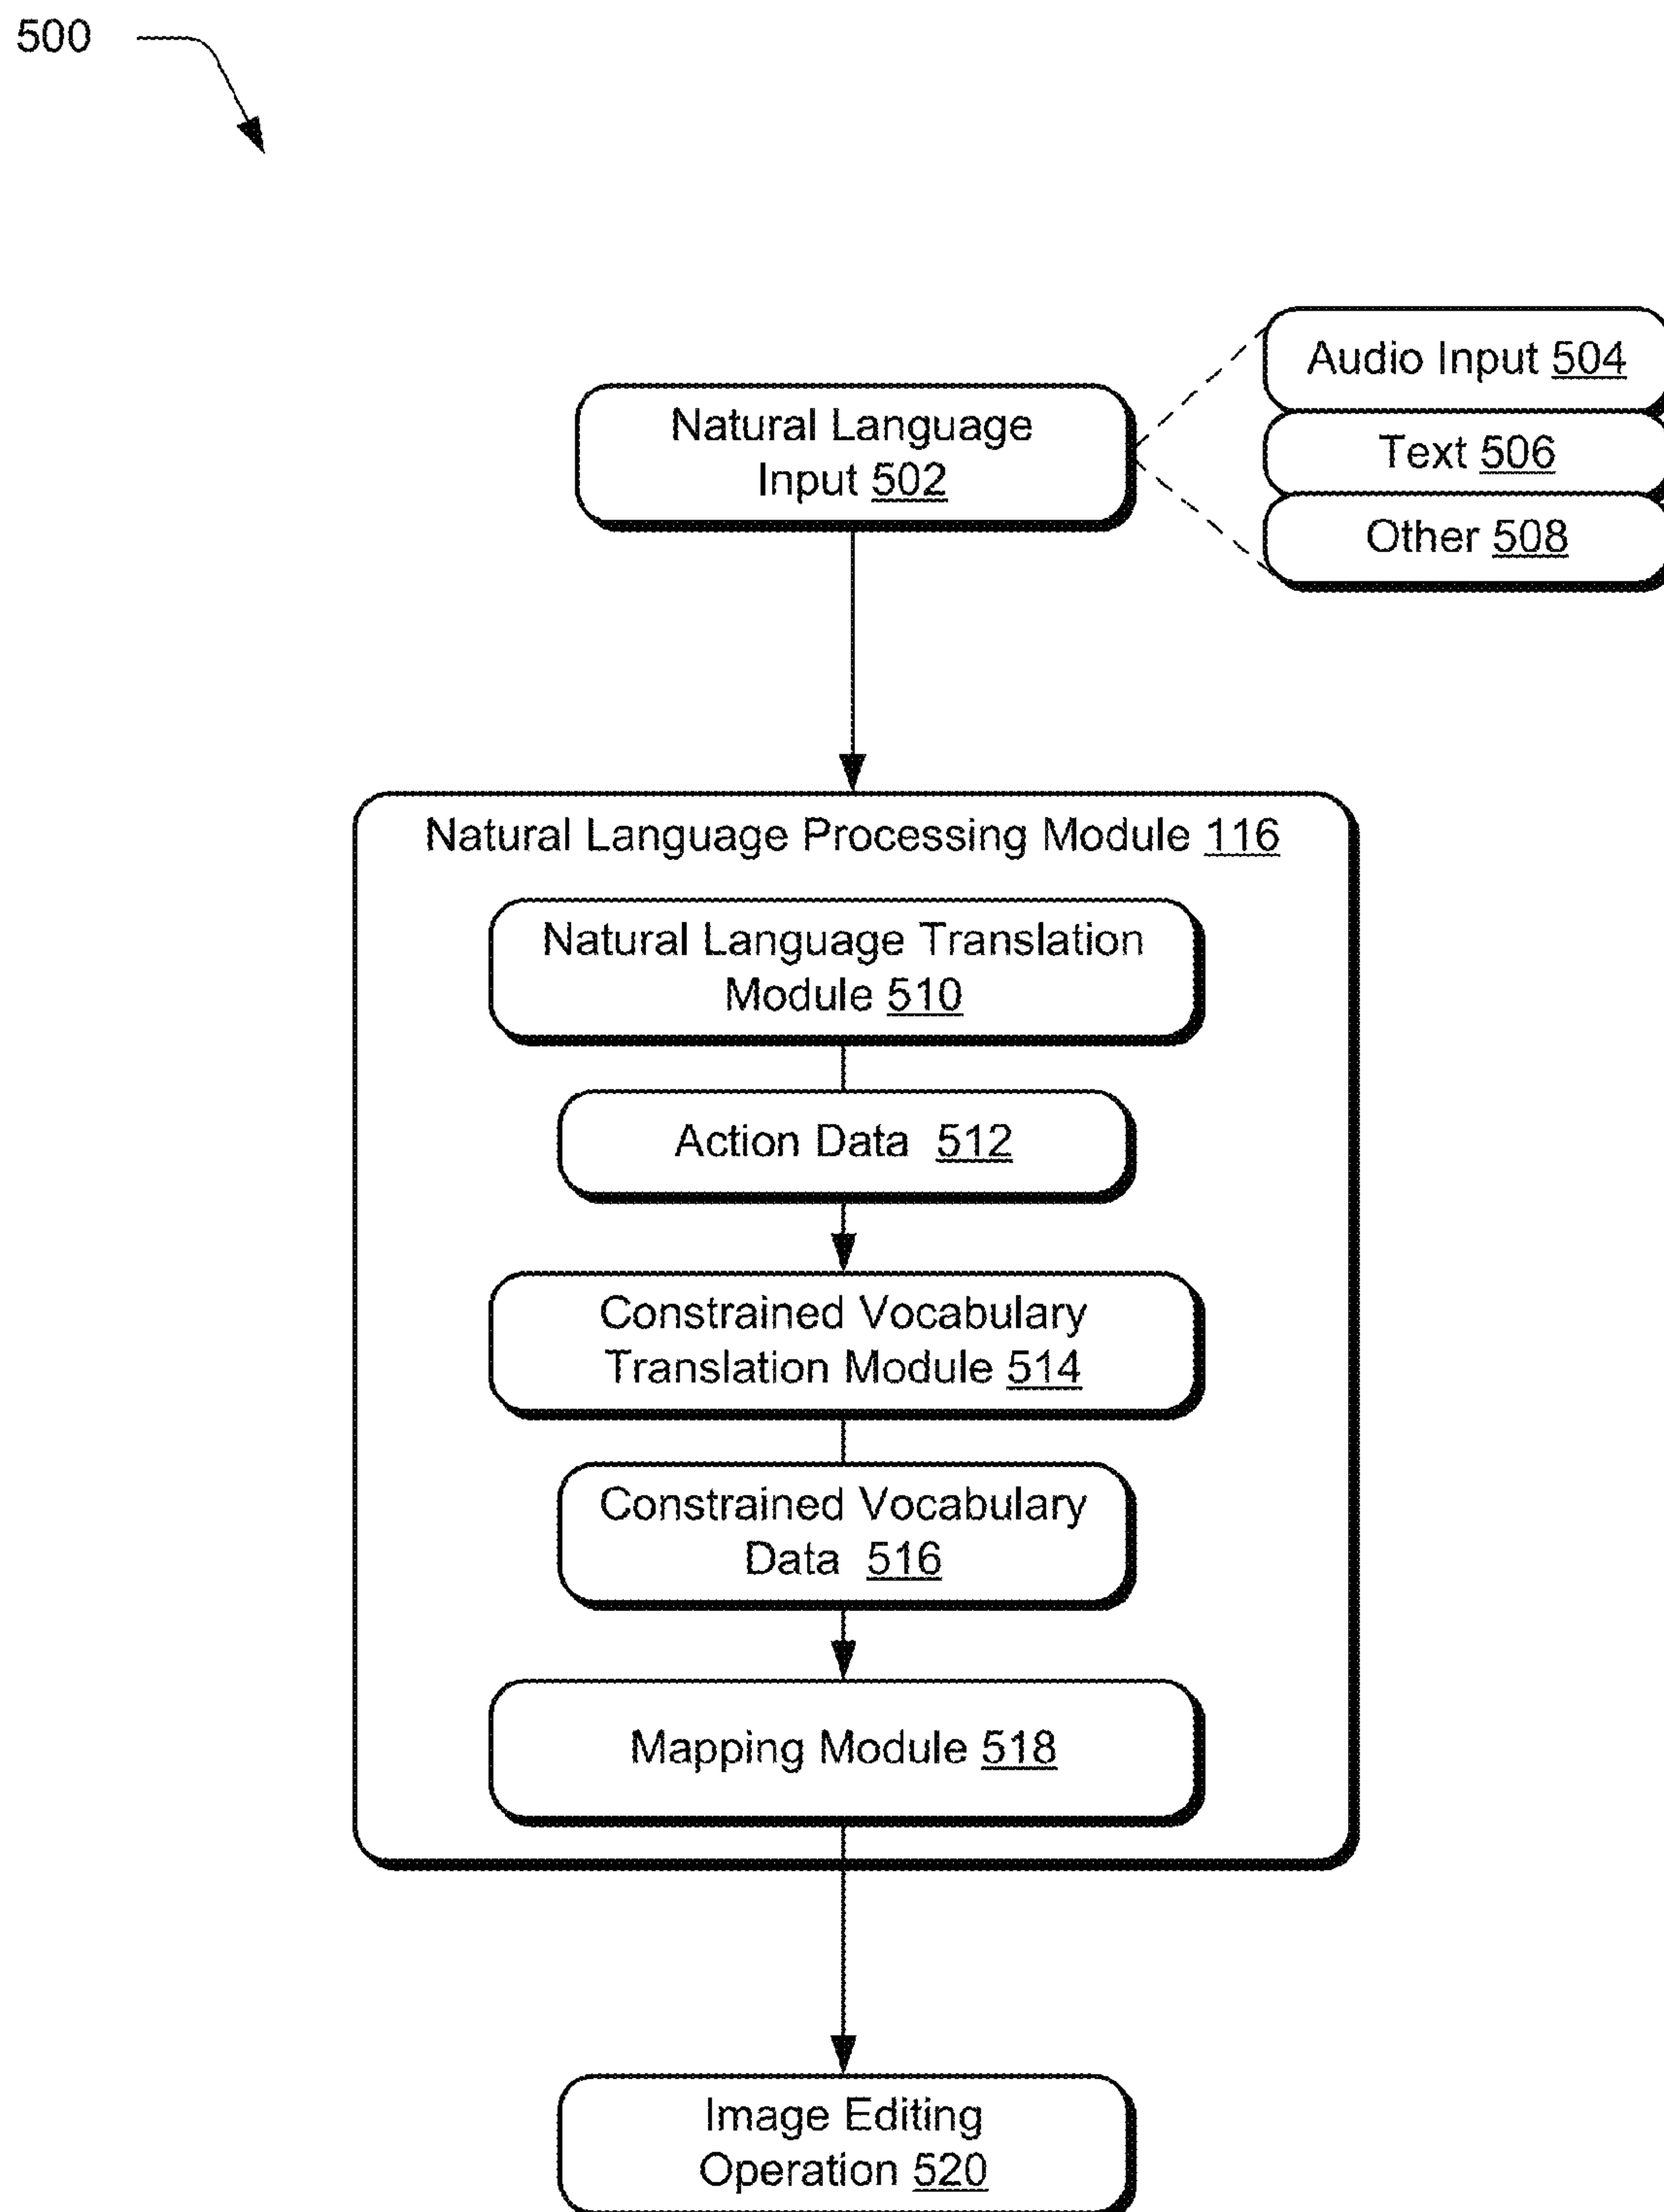 500
Natural Language
Input 502
Audio Input 504
Text 506
Other 508
Natural Language Processing Module 116
Natural Language Translation
Module 510
Action Data 512
Constrained Vocabulary
Translation Module 514
Constrained Vocabulary
Data 516
Mapping Module 518
Image Editing
Operation 520